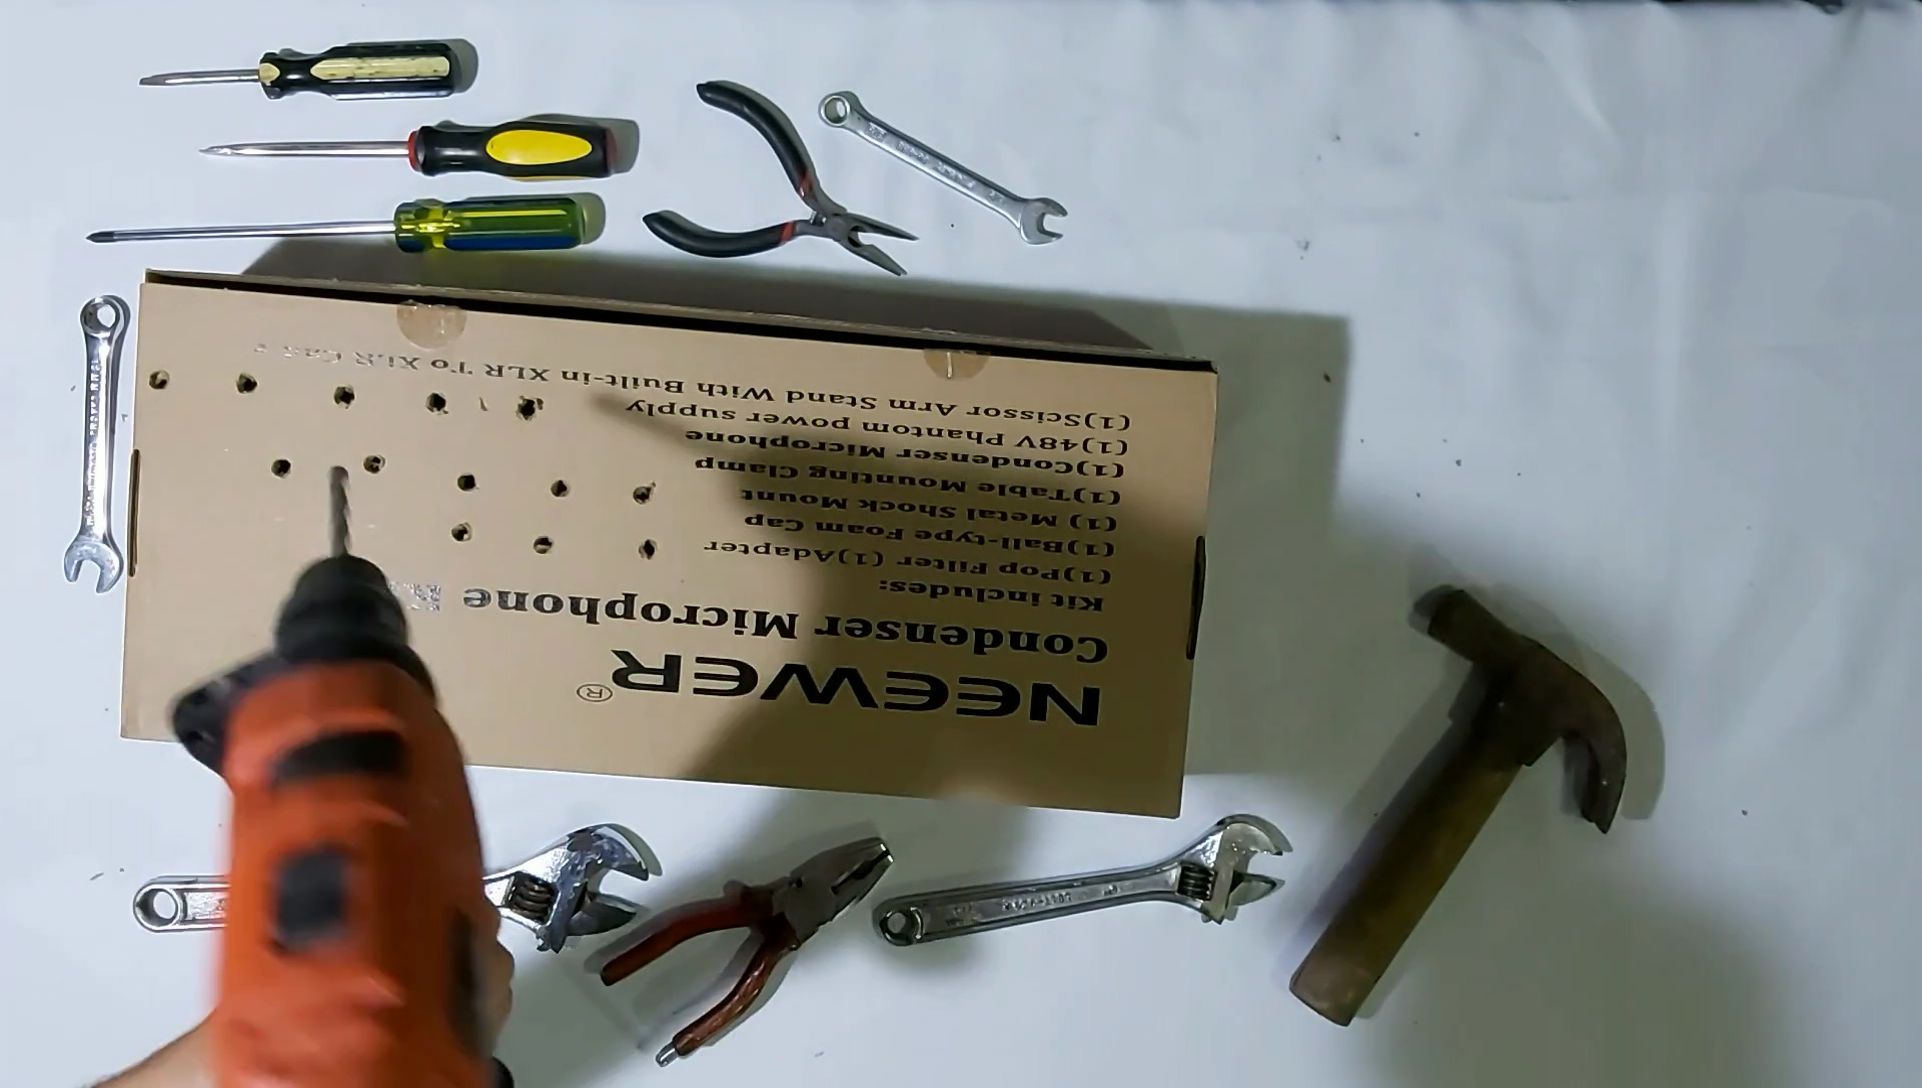 NEEWER®
Condenser Microphone
Kit includes:
(1)Pop Filter (1)Adapter
(1)Ball-type Foam Cap
(1) Metal Shock Mount
(1)Table Mounting Clamp
(1)Condenser Microphone
(1)48V Phantom power supply
(1)Scissor Arm Stand With Built-in XLR To XLR